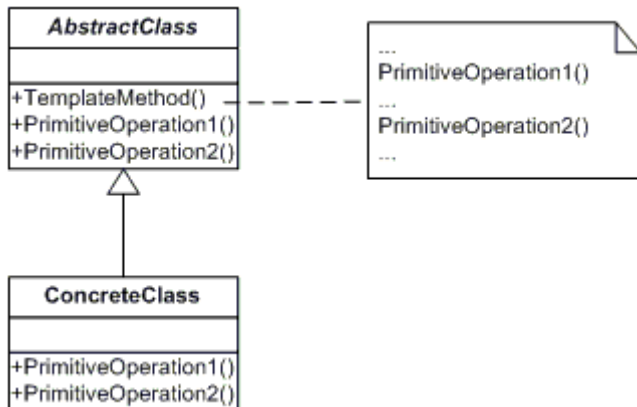 AbstractClass
+TemplateMethod()
+PrimitiveOperation1()
+PrimitiveOperation2()
...
PrimitiveOperation1()
...
PrimitiveOperation2()
...
ConcreteClass
+PrimitiveOperation1()
+PrimitiveOperation2()